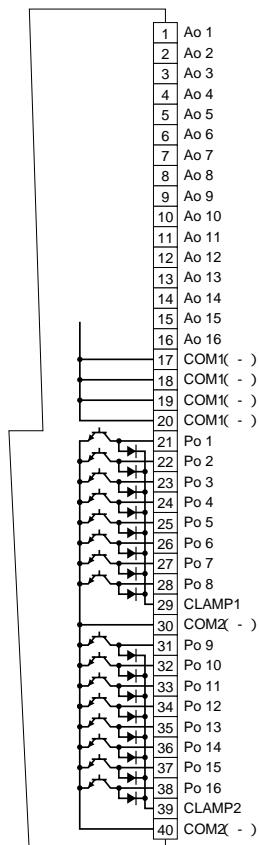 1 Ao 1
2 Ao 2
3 Ao 3
4 Ao 4
5 Ao 5
6 Ao 6
7 Ao 7
8 Ao 8
9 Ao 9
10 Ao 10
11 Ao 11
12 Ao 12
13 Ao 13
14 Ao 14
15 Ao 15
16 Ao 16
17 COM1( - )
18 COM1( - )
19 COM1( - )
20 COM1( - )
21 Po 1
22 Po 2
23 Po 3
24 Po 4
25 Po 5
26 Po 6
27 Po 7
28 Po 8
29 CLAMP1
30 COM2( - )
31 Po 9
32 Po 10
33 Po 11
34 Po 12
35 Po 13
36 Po 14
37 Po 15
38 Po 16
39 CLAMP2
40 COM2( - )